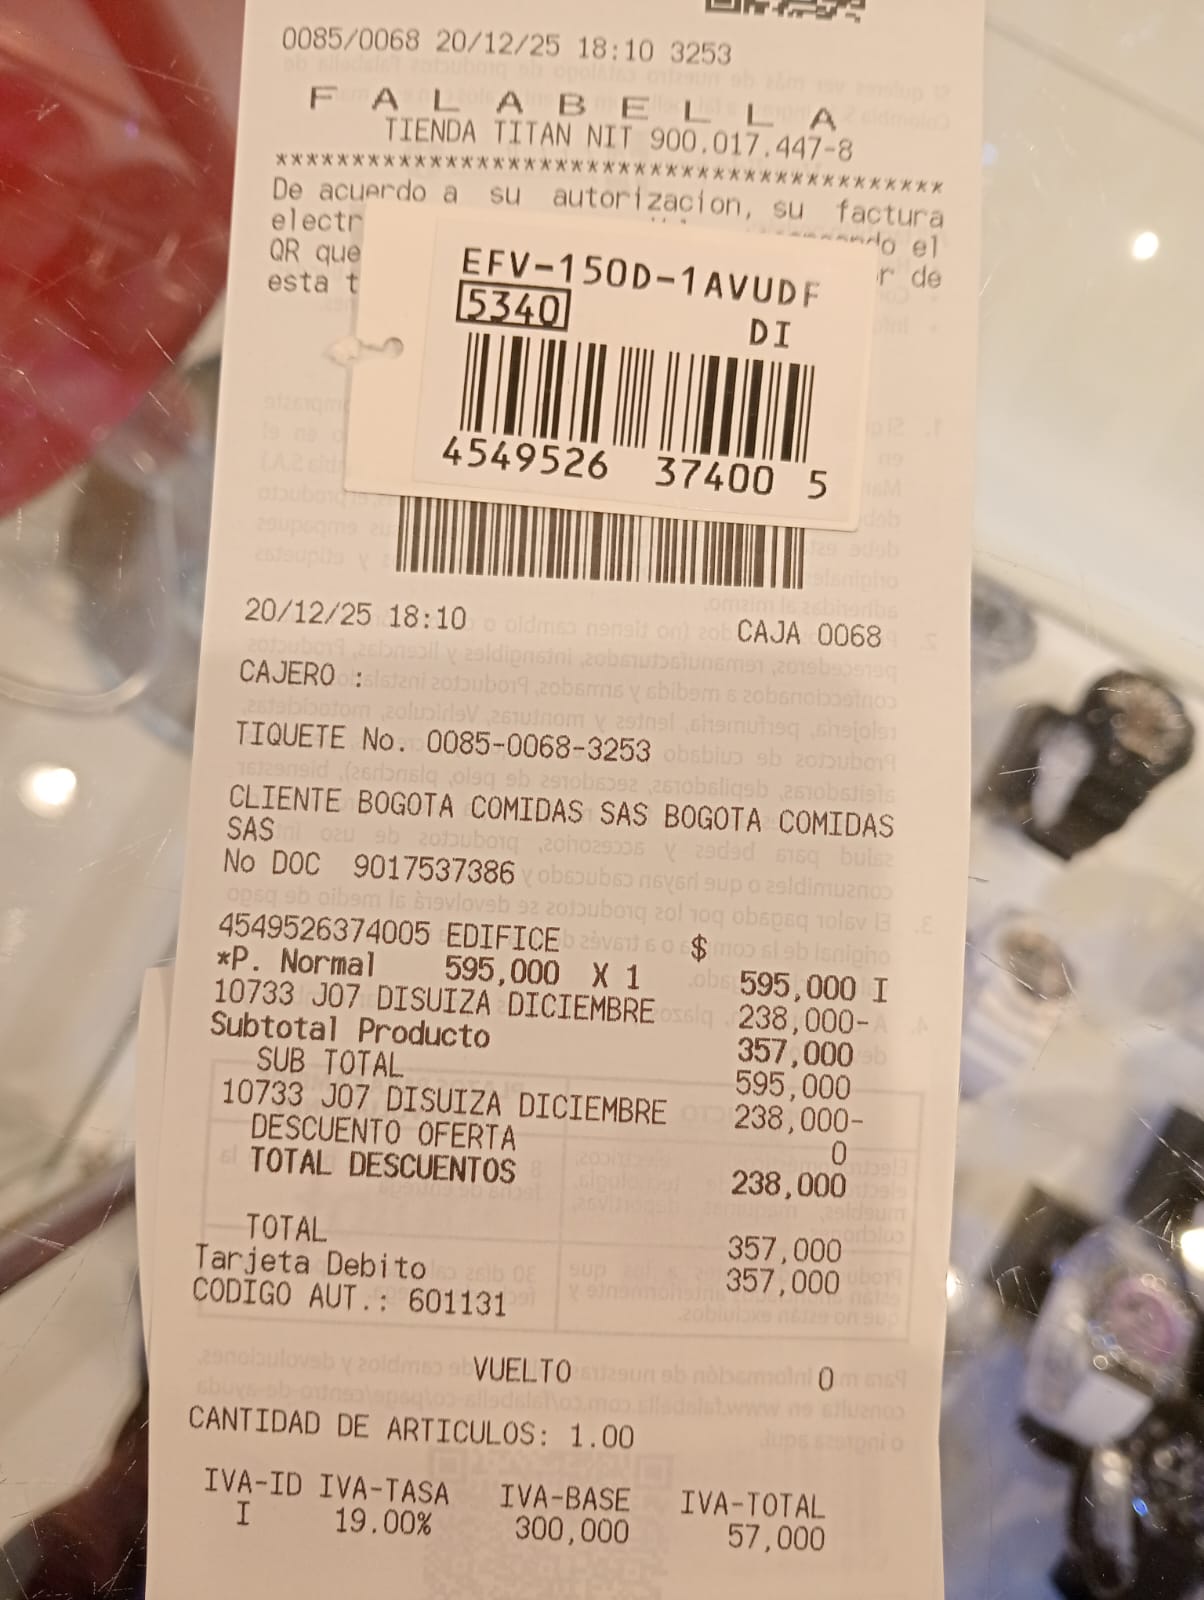 0085/0068 20/12/25 18:10 3253
F A L A B E L L A
TIENDA TITAN NIT 900.017.447-8
********************************************
De acuerdo a su autorizacion, su factura
electr
o el
QR que
r de
esta t
EFV-150D-1AVUDF
5340
DI
4549526 37400 5
20/12/25 18:10 CAJA 0068
CAJERO :
TIQUETE No. 0085-0068-3253
CLIENTE BOGOTA COMIDAS SAS BOGOTA COMIDAS
SAS
No DOC 9017537386
4549526374005 EDIFICE $
*P. Normal 595,000 X 1 595,000 I
10733 J07 DISUIZA DICIEMBRE 238,000-
Subtotal Producto 357,000
SUB TOTAL 595,000
10733 J07 DISUIZA DICIEMBRE 238,000-
DESCUENTO OFERTA 0
TOTAL DESCUENTOS 238,000
TOTAL 357,000
Tarjeta Debito 357,000
CODIGO AUT.: 601131
VUELTO 0
CANTIDAD DE ARTICULOS: 1.00
IVA-ID IVA-TASA IVA-BASE IVA-TOTAL
I 19.00% 300,000 57,000